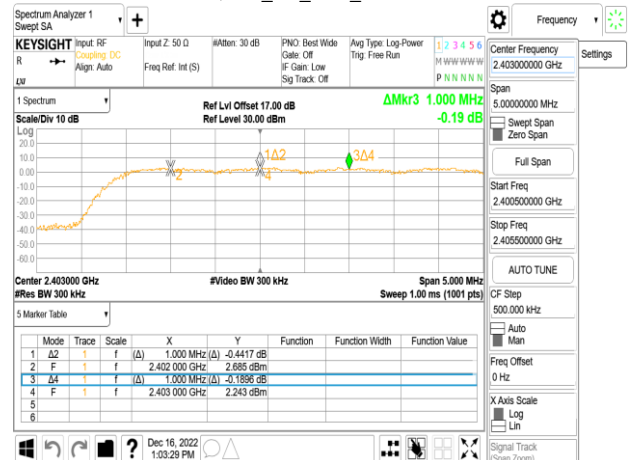 Spectrum Analyzer 1
Swept SA
+
Frequency
KEYSIGHT
Input: RF
Input Z: 50 Ω
#Atten: 30 dB
PNO: Best Wide
Avg Type: Log-Power
1 2 3 4 5 6
R
Coupling: DC
Gate: Off
Trig: Free Run
Align: Auto
Freq Ref: Int (S)
IF Gain: Low
M W W W W W
Sig Track: Off
P N N N N N
Center Frequency
2.403000000 GHz
Settings
Span
5.00000000 MHz
Swept Span
Zero Span
Full Span
Start Freq
2.400500000 GHz
Stop Freq
2.405500000 GHz
AUTO TUNE
CF Step
500.000 kHz
Auto
Man
Freq Offset
0 Hz
X Axis Scale
Log
Lin
Signal Track
(Span Zoom)
1 Spectrum
Ref Lvl Offset 17.00 dB
ΔMkr3 1.000 MHz
Scale/Div 10 dB
Ref Level 30.00 dBm
-0.19 dB
Log
20.0
10.0
0.00
-10.0
-20.0
-30.0
-40.0
-50.0
-60.0
1Δ2
3Δ4
2
4
Center 2.403000 GHz
#Video BW 300 kHz
Span 5.000 MHz
#Res BW 300 kHz
Sweep 1.00 ms (1001 pts)
5 Marker Table
Mode Trace Scale X Y Function Function Width Function Value
1 Δ2 1 f (Δ) 1.000 MHz (Δ) -0.4417 dB
2 F 1 f 2.402 000 GHz 2.685 dBm
3 Δ4 1 f (Δ) 1.000 MHz (Δ) -0.1896 dB
4 F 1 f 2.403 000 GHz 2.243 dBm
5
6
?
Dec 16, 2022
1:03:29 PM